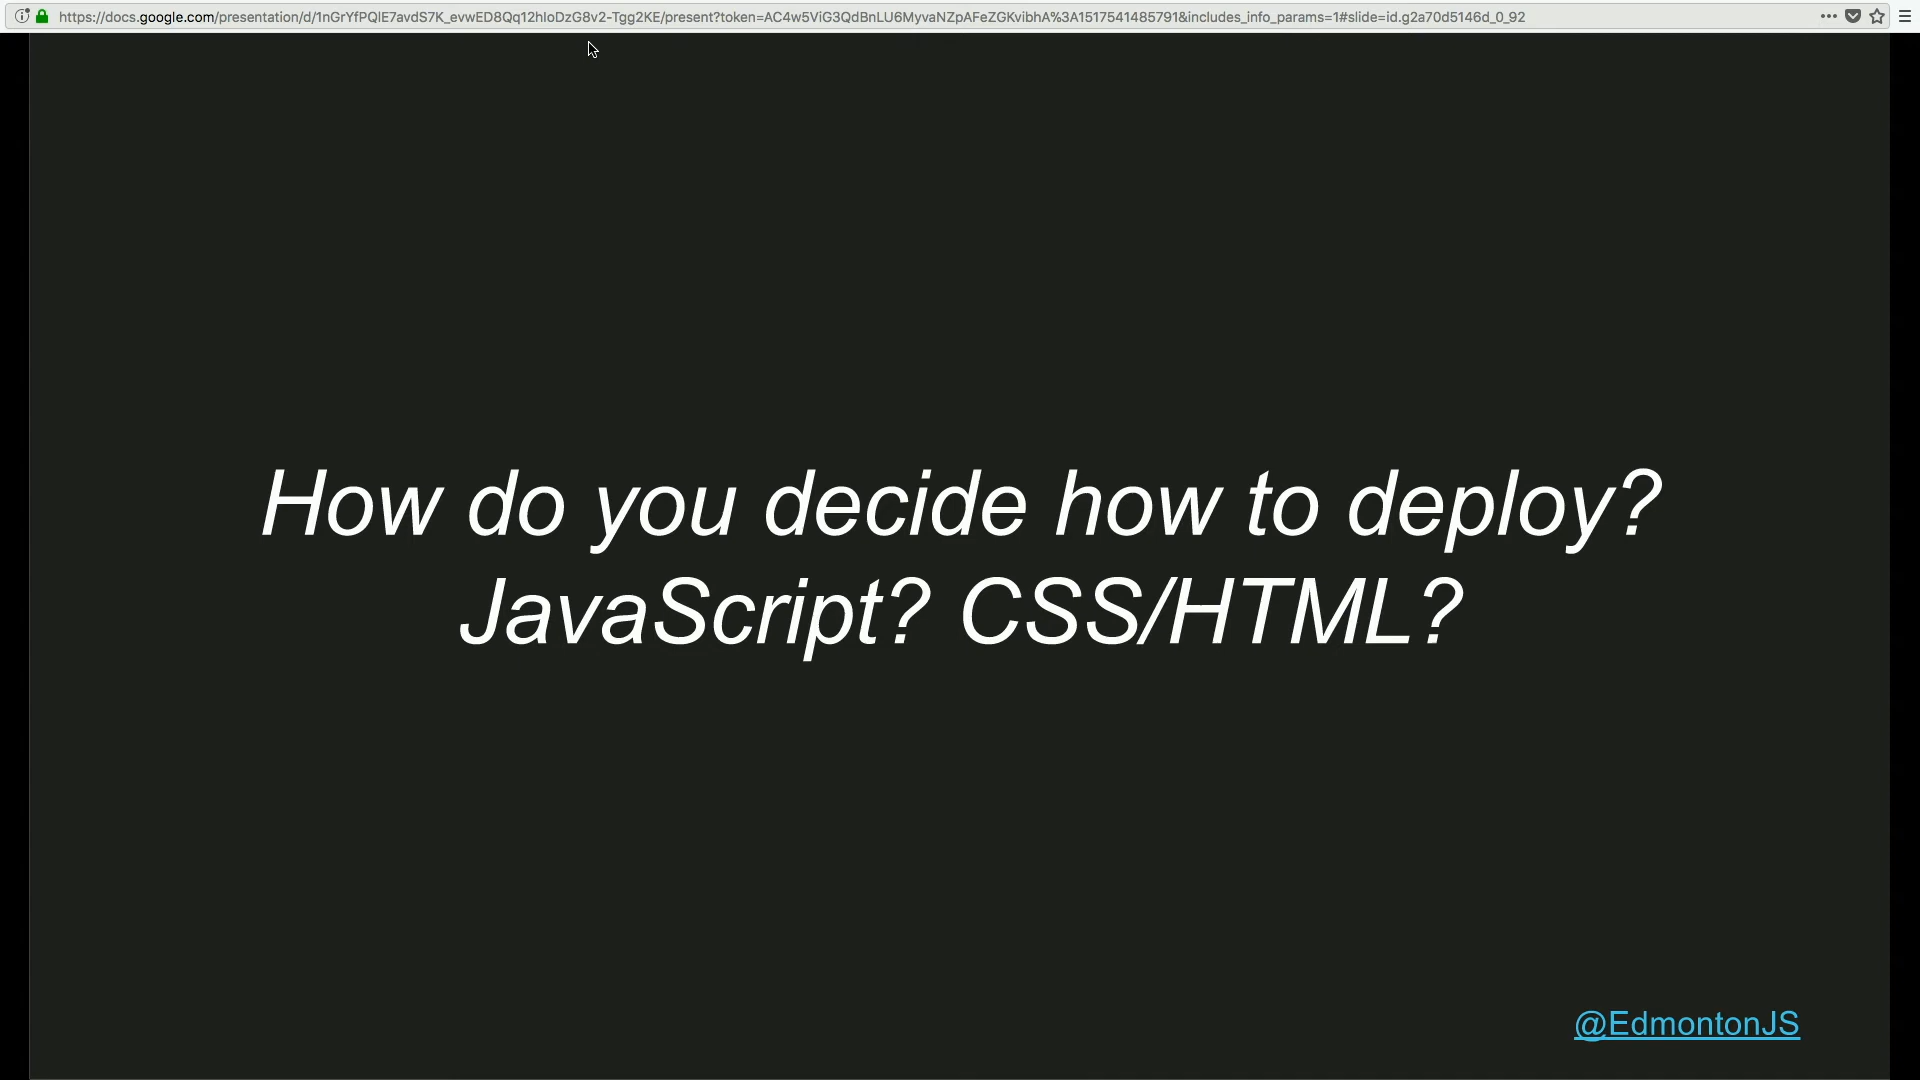 https://docs.google.com/presentation/d/1nGrYfPQlE7avdS7K_evwED8Qq12hloDzG8v2-Tgg2KE/present?token=AC4w5ViG3QdBnLU6MyvaNZpAFeZGKvibhA%3A1517541485791&includes_info_params=1#slide=id.g2a70d5146d_0_92
How do you decide how to deploy?
JavaScript? CSS/HTML?
@EdmontonJS